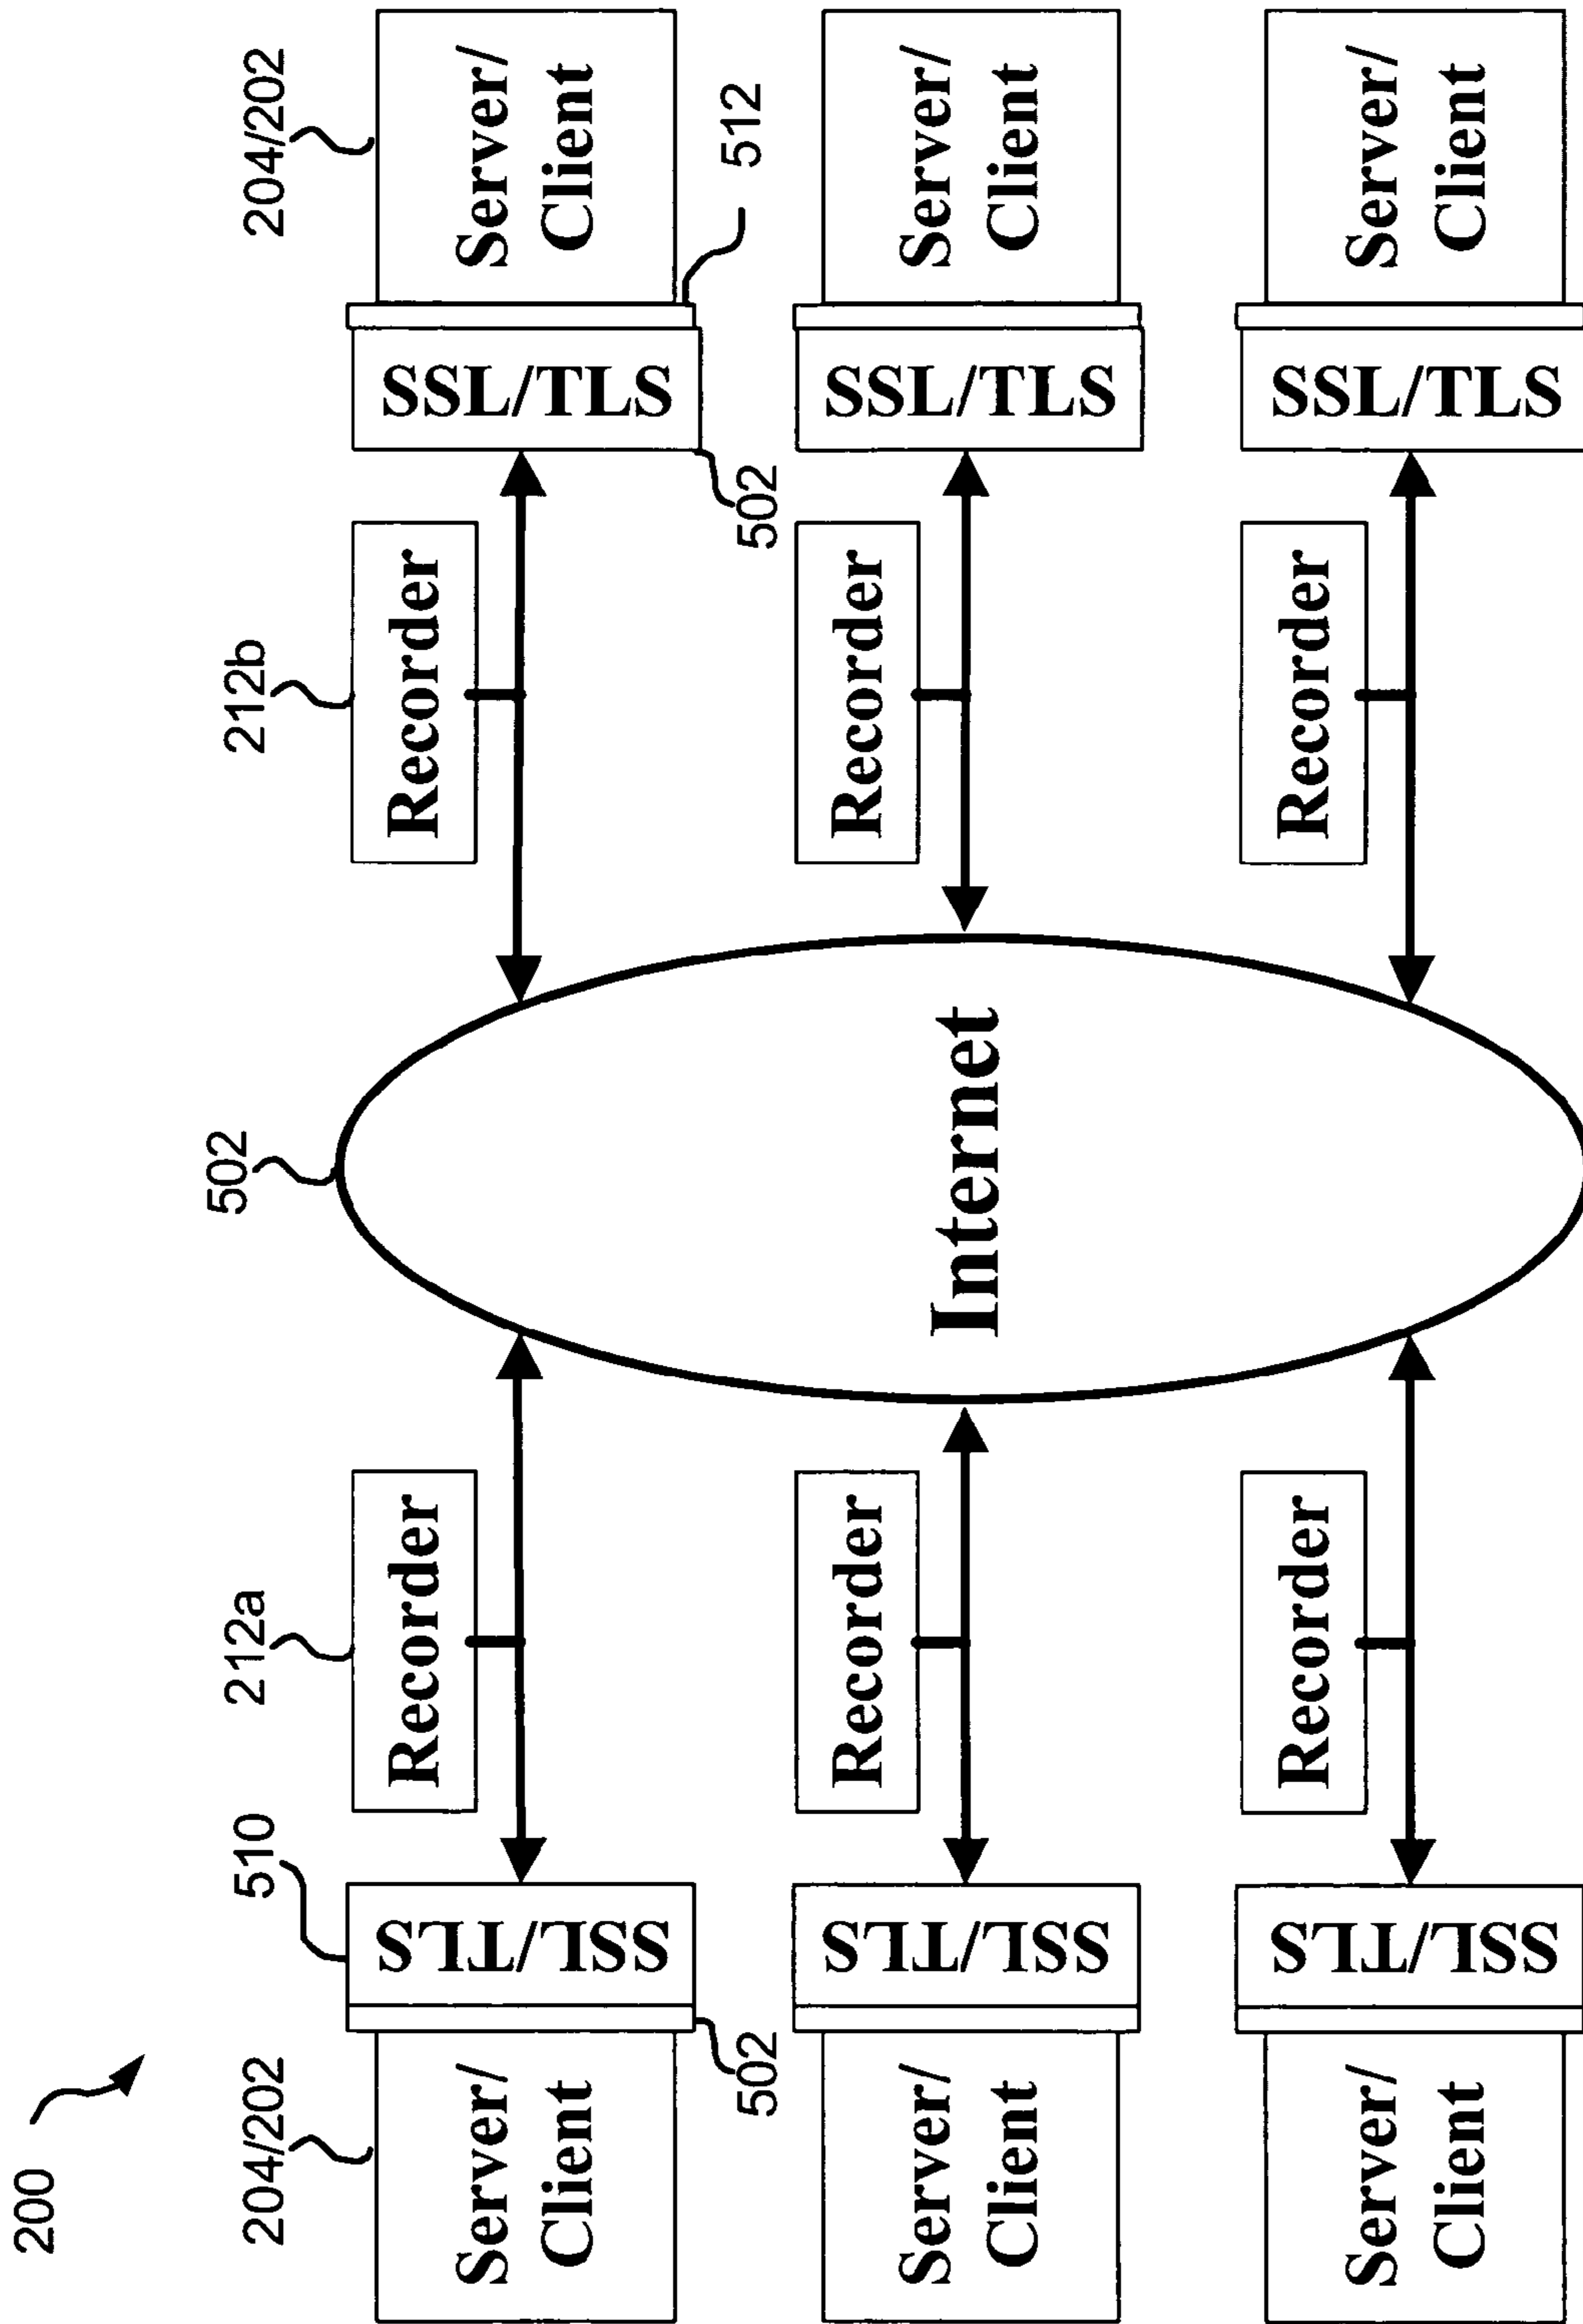 200
204/202
510
212a
502
212b
204/202
Server/
Client
502
SSL/TLS
Recorder
Internet
Recorder
502
SSL/TLS
512
Server/
Client
Server/
Client
SSL/TLS
Recorder
Recorder
SSL/TLS
Server/
Client
Server/
Client
SSL/TLS
Recorder
Recorder
SSL/TLS
Server/
Client